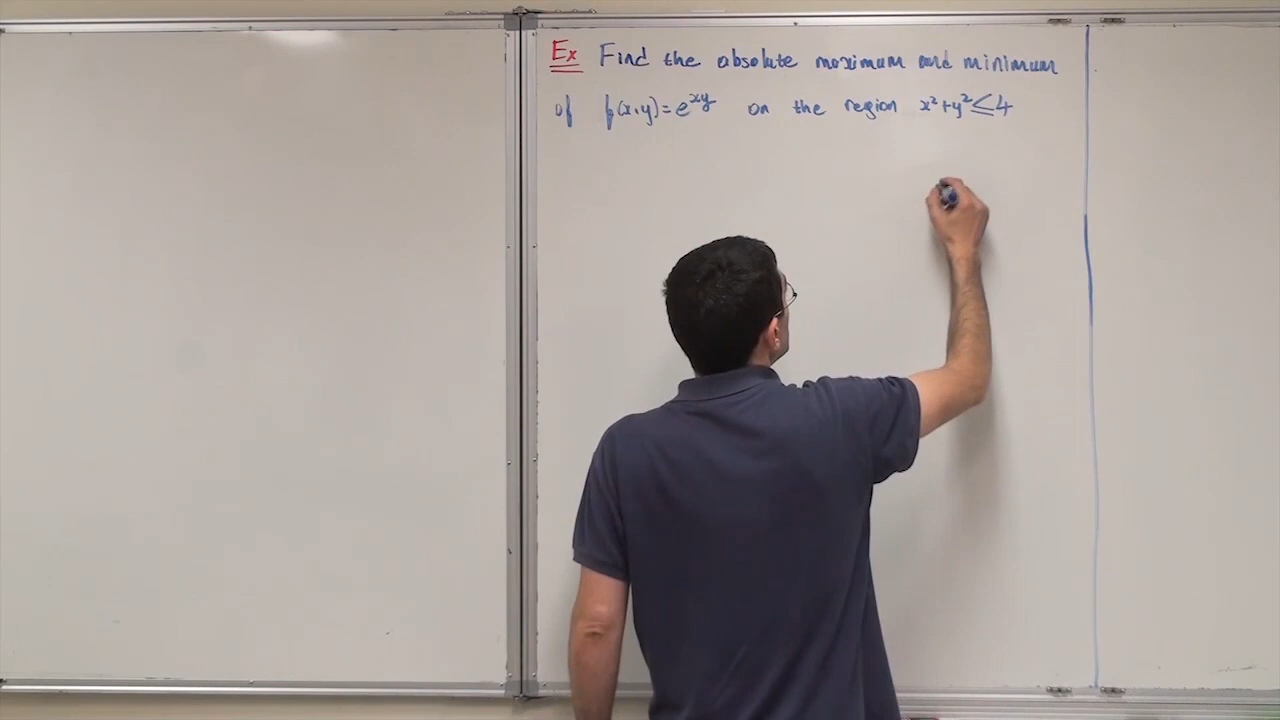 Ex Find the absolute maximum and minimum
of f(x,y)=e^xy on the region x²+y²≤4